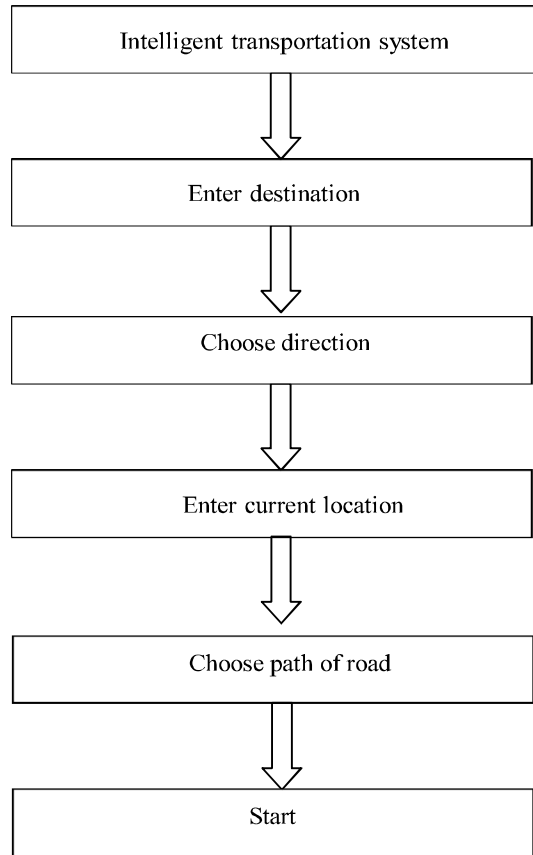 Intelligent transportation system
Enter destination
Choose direction
Enter current location
Choose path of road
Start